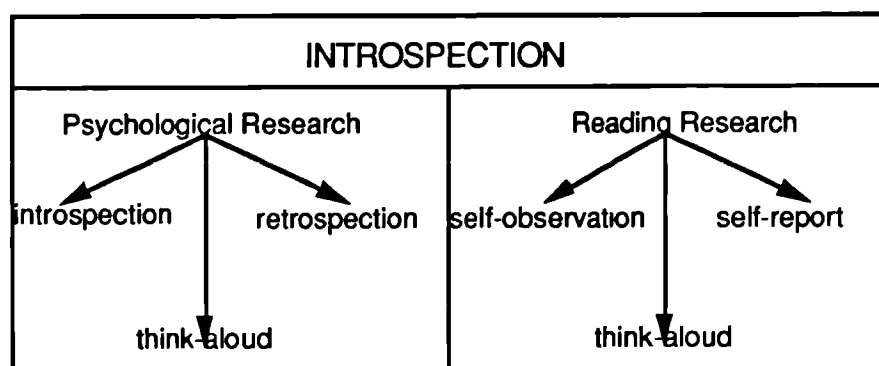 INTROSPECTION
Psychological Research
introspection
retrospection
think-aloud
Reading Research
self-observation
self-report
think-aloud